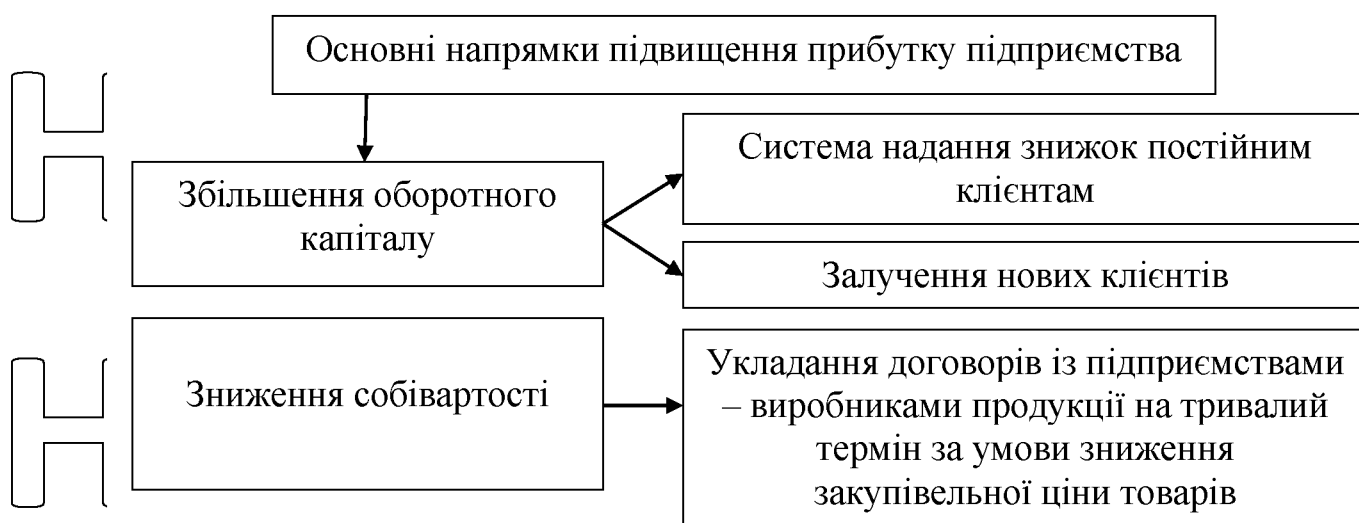 Основні напрямки підвищення прибутку підприємства
Збільшення оборотного
капіталу
Система надання знижок постійним
клієнтам
Залучення нових клієнтів
Зниження собівартості
Укладання договорів із підприємствами
– виробниками продукції на тривалий
термін за умови зниження
закупівельної ціни товарів